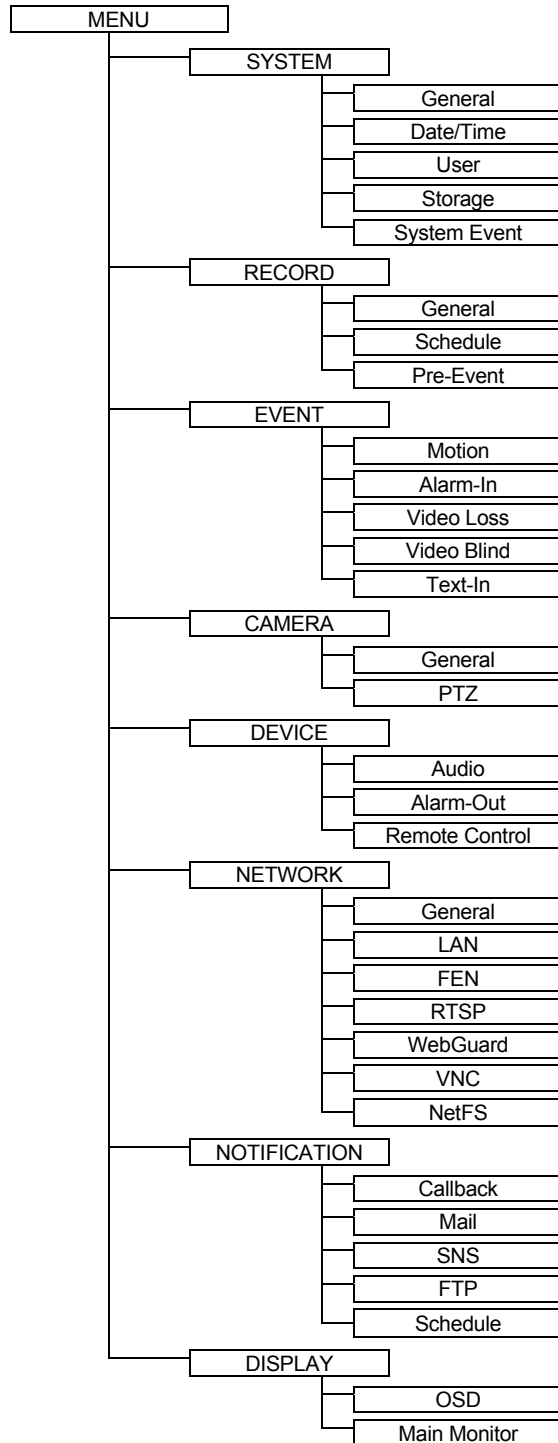 MENU
SYSTEM
General
Date/Time
User
Storage
System Event
RECORD
General
Schedule
Pre-Event
EVENT
Motion
Alarm-In
Video Loss
Video Blind
Text-In
CAMERA
General
PTZ
DEVICE
Audio
Alarm-Out
Remote Control
NETWORK
General
LAN
FEN
RTSP
WebGuard
VNC
NetFS
NOTIFICATION
Callback
Mail
SNS
FTP
Schedule
DISPLAY
OSD
Main Monitor